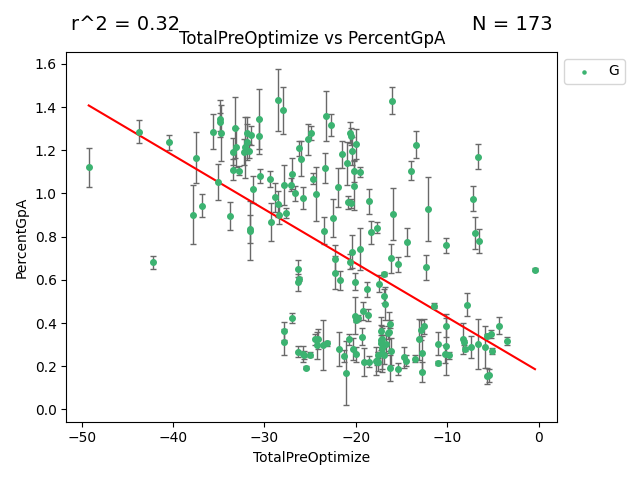 r^2 = 0.32
N = 173
TotalPreOptimize vs PercentGpA
G
1.6
1.4
1.2
1.0
0.8
0.6
0.4
0.2
0.0
PercentGpA
−50 −40 −30 −20 −10 0
TotalPreOptimize